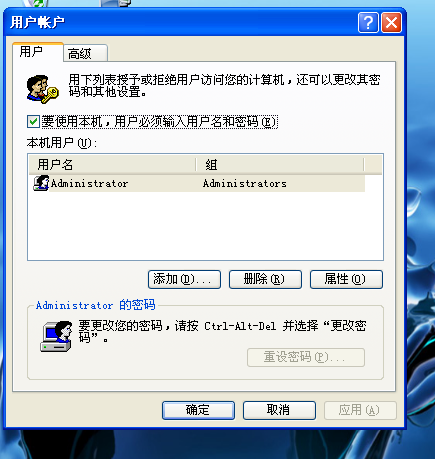 用户帐户
用户
高级
用下列表授予或拒绝用户访问您的计算机，还可以更改其密
码和其他设置。
要使用本机，用户必须输入用户名和密码(E)
本机用户(U):
用户名 组
Administrator Administrators
添加(D)... 删除(R) 属性(O)
Administrator 的密码
要更改您的密码，请按 Ctrl-Alt-Del 并选择“更改密
码”。
重设密码(P)...
确定 取消 应用(A)